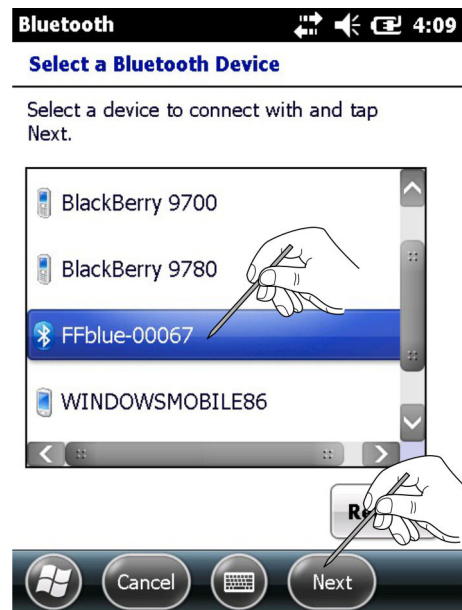 Bluetooth 4:09
Select a Bluetooth Device
Select a device to connect with and tap
Next.
BlackBerry 9700
BlackBerry 9780
FFblue-00067
WINDOWSMOBILE86
Cancel Next